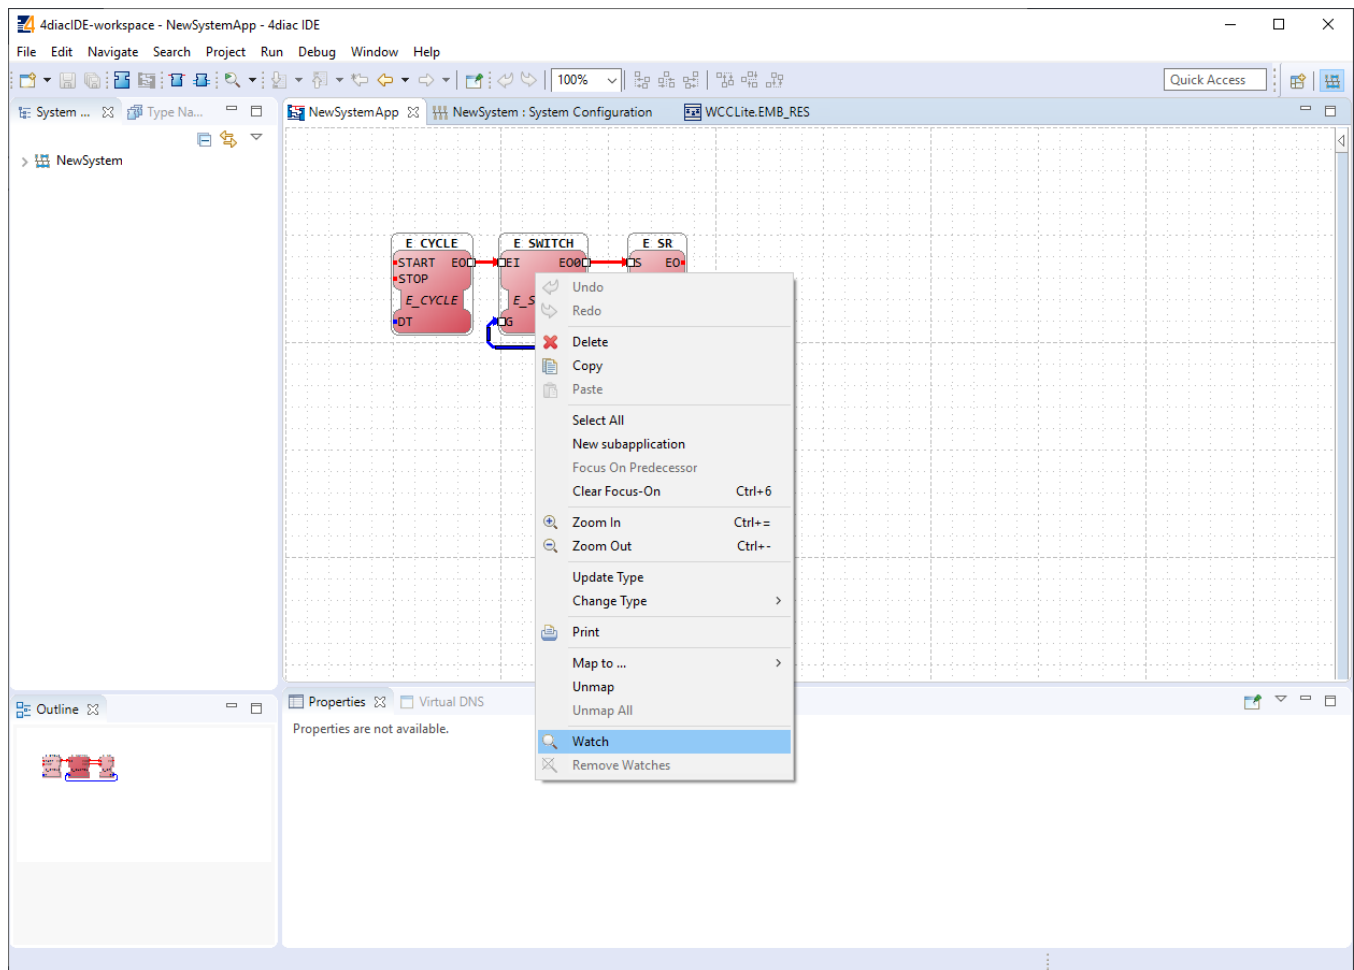 4diacIDE-workspace - NewSystemApp - 4diac IDE
File Edit Navigate Search Project Run Debug Window Help
100% Quick Access
System ... Type Na...
NewSystemApp NewSystem : System Configuration WCCLite.EMB_RES
NewSystem
E_CYCLE E_SWITCH E_SR
START EO EI EO0 S EO
STOP
E_CYCLE E_S
DT G
Undo
Redo
Delete
Copy
Paste
Select All
New subapplication
Focus On Predecessor
Clear Focus-On Ctrl+6
Zoom In Ctrl+=
Zoom Out Ctrl+-
Update Type
Change Type
Print
Map to ...
Unmap
Unmap All
Watch
Remove Watches
Outline
Properties Virtual DNS
Properties are not available.